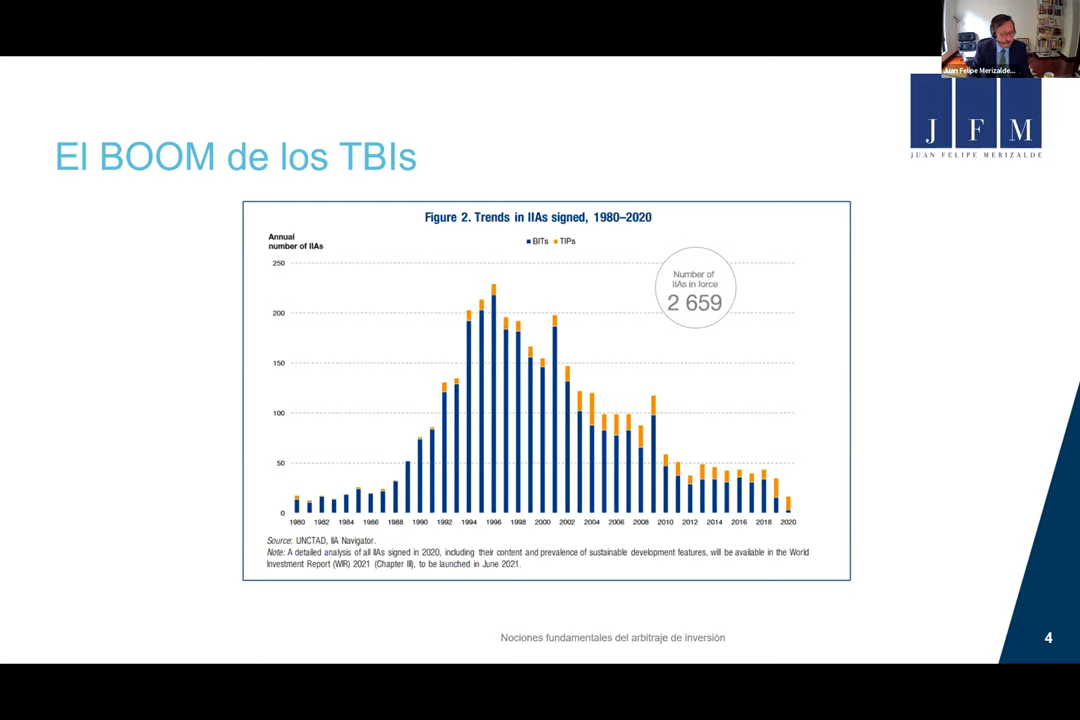 Juan Felipe Merizalde...
J F M
JUAN FELIPE MERIZALDE
El BOOM de los TBIs
Figure 2. Trends in IIAs signed, 1980–2020
Annual
number of IIAs
BITs TIPs
250
200
150
100
50
0
Number of
IIAs in force
2 659
1980 1982 1984 1986 1988 1990 1992 1994 1996 1998 2000 2002 2004 2006 2008 2010 2012 2014 2016 2018 2020
Source: UNCTAD, IIA Navigator.
Note: A detailed analysis of all IIAs signed in 2020, including their content and prevalence of sustainable development features, will be available in the World
Investment Report (WIR) 2021 (Chapter III), to be launched in June 2021.
Nociones fundamentales del arbitraje de inversión
4